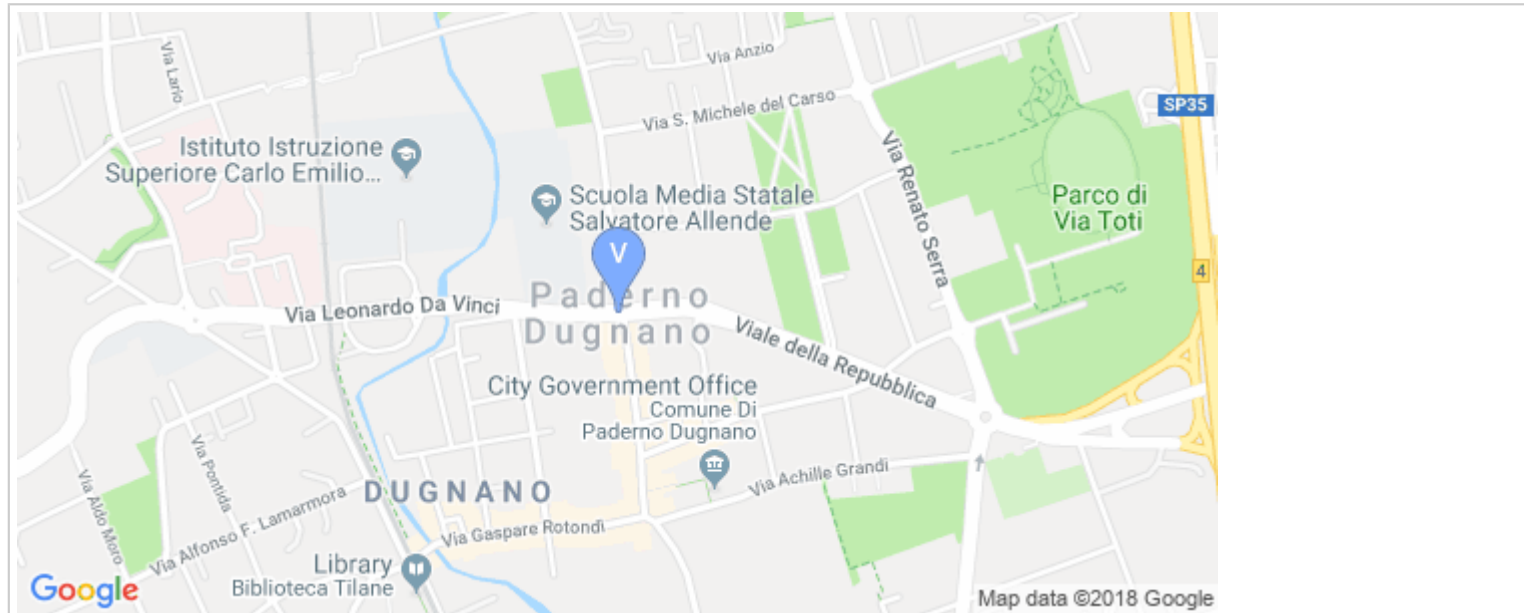 Via Lario
Via Anzio
Via S. Michele del Carso
SP35
Istituto Istruzione
Superiore Carlo Emilio...
Scuola Media Statale
Salvatore Allende
Via Renato Serra
Parco di
Via Toti
V
4
Via Leonardo Da Vinci
Paderno
Dugnano
Viale della Repubblica
City Government Office
Comune Di
Paderno Dugnano
Via Achille Grandi
DUGNANO
Via Pontida
Via Aldo Moro
Via Alfonso F. Lamarmora
Via Gaspare Rotondi
Library
Biblioteca Tilane
Google
Map data ©2018 Google